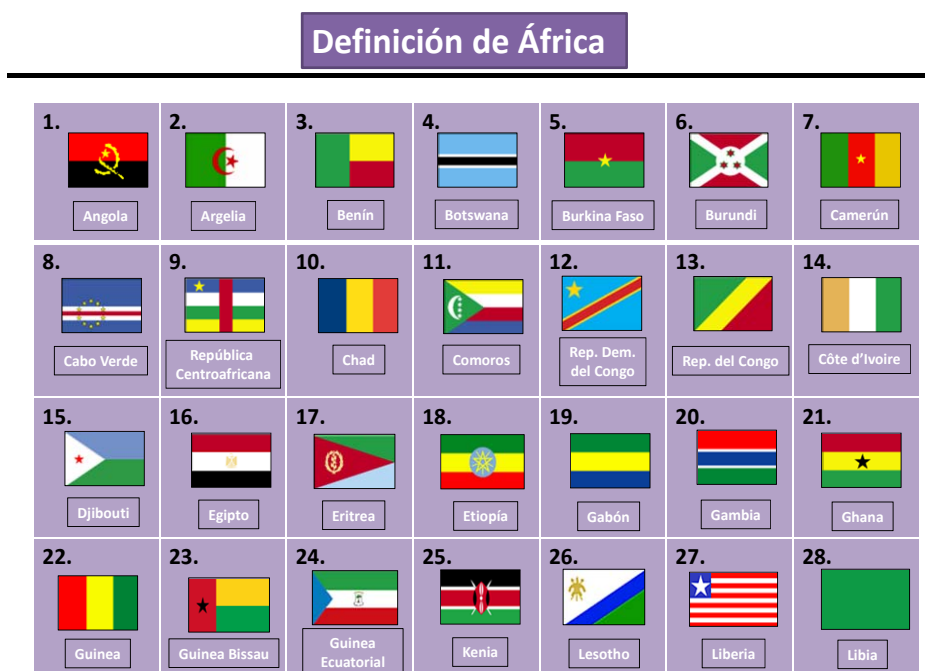 Definición de África
1. 2. 3. 4. 5. 6. 7.
Angola Argelia Benín Botswana Burkina Faso Burundi Camerún
8. 9. 10. 11. 12. 13. 14.
Cabo Verde República Centroafricana Chad Comoros Rep. Dem. del Congo Rep. del Congo Côte d’Ivoire
15. 16. 17. 18. 19. 20. 21.
Djibouti Egipto Eritrea Etiopía Gabón Gambia Ghana
22. 23. 24. 25. 26. 27. 28.
Guinea Guinea Bissau Guinea Ecuatorial Kenia Lesotho Liberia Libia